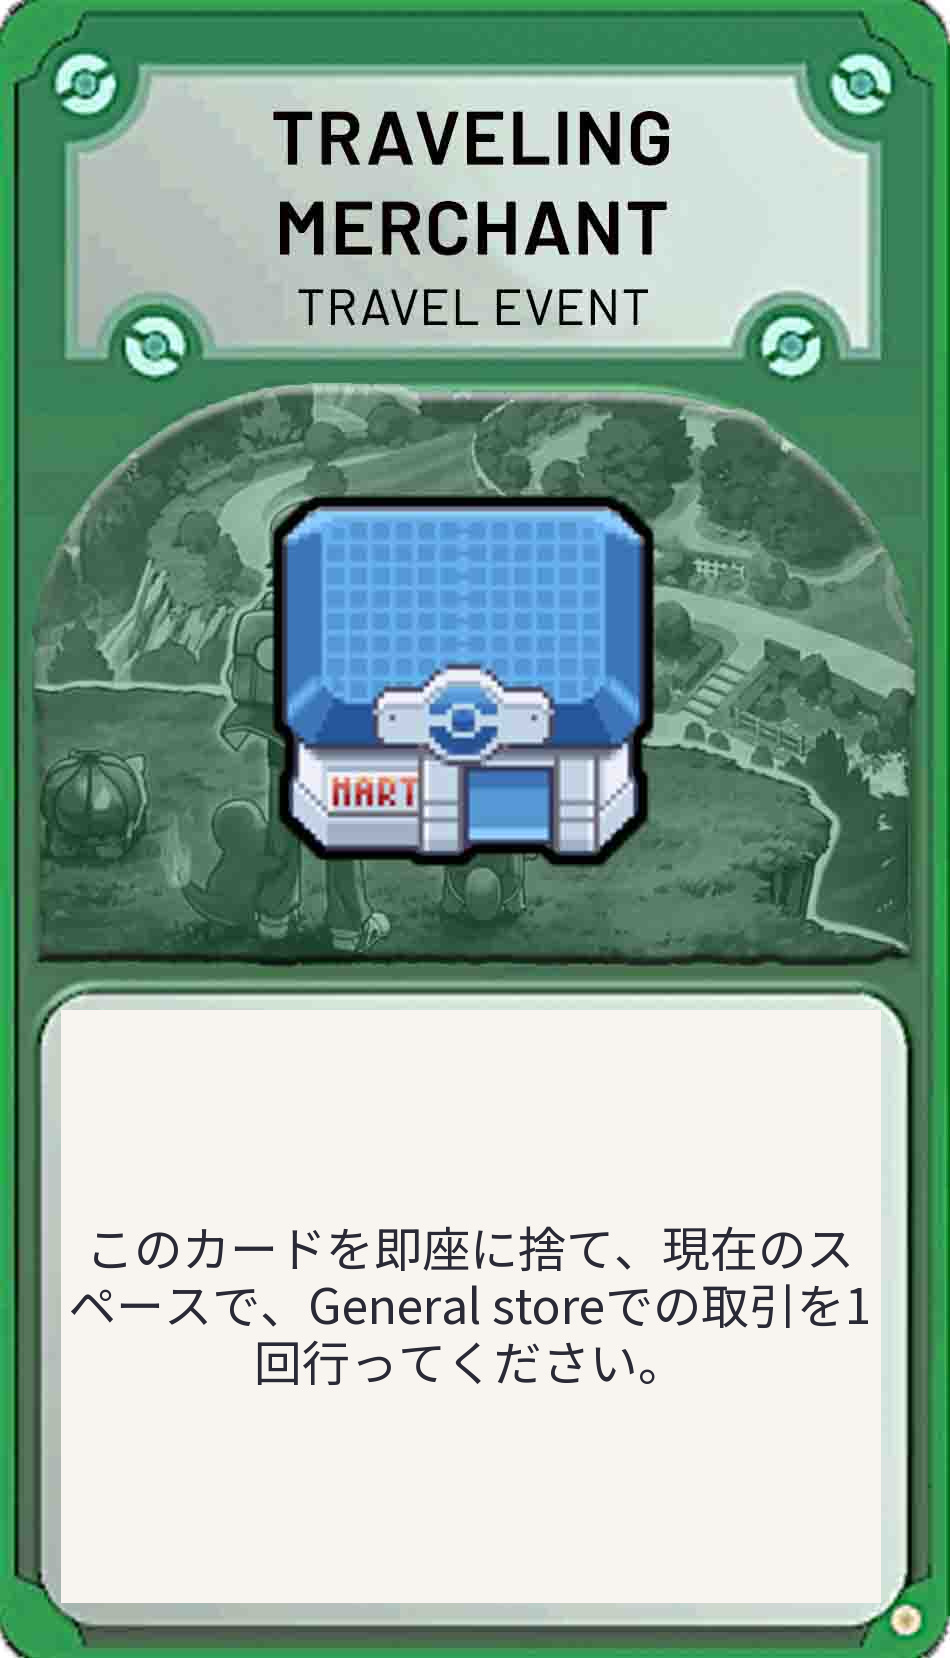 TRAVELING
MERCHANT
TRAVEL EVENT
MART
このカードを即座に捨て、現在のス
ペースで、General storeでの取引を1
回行ってください。